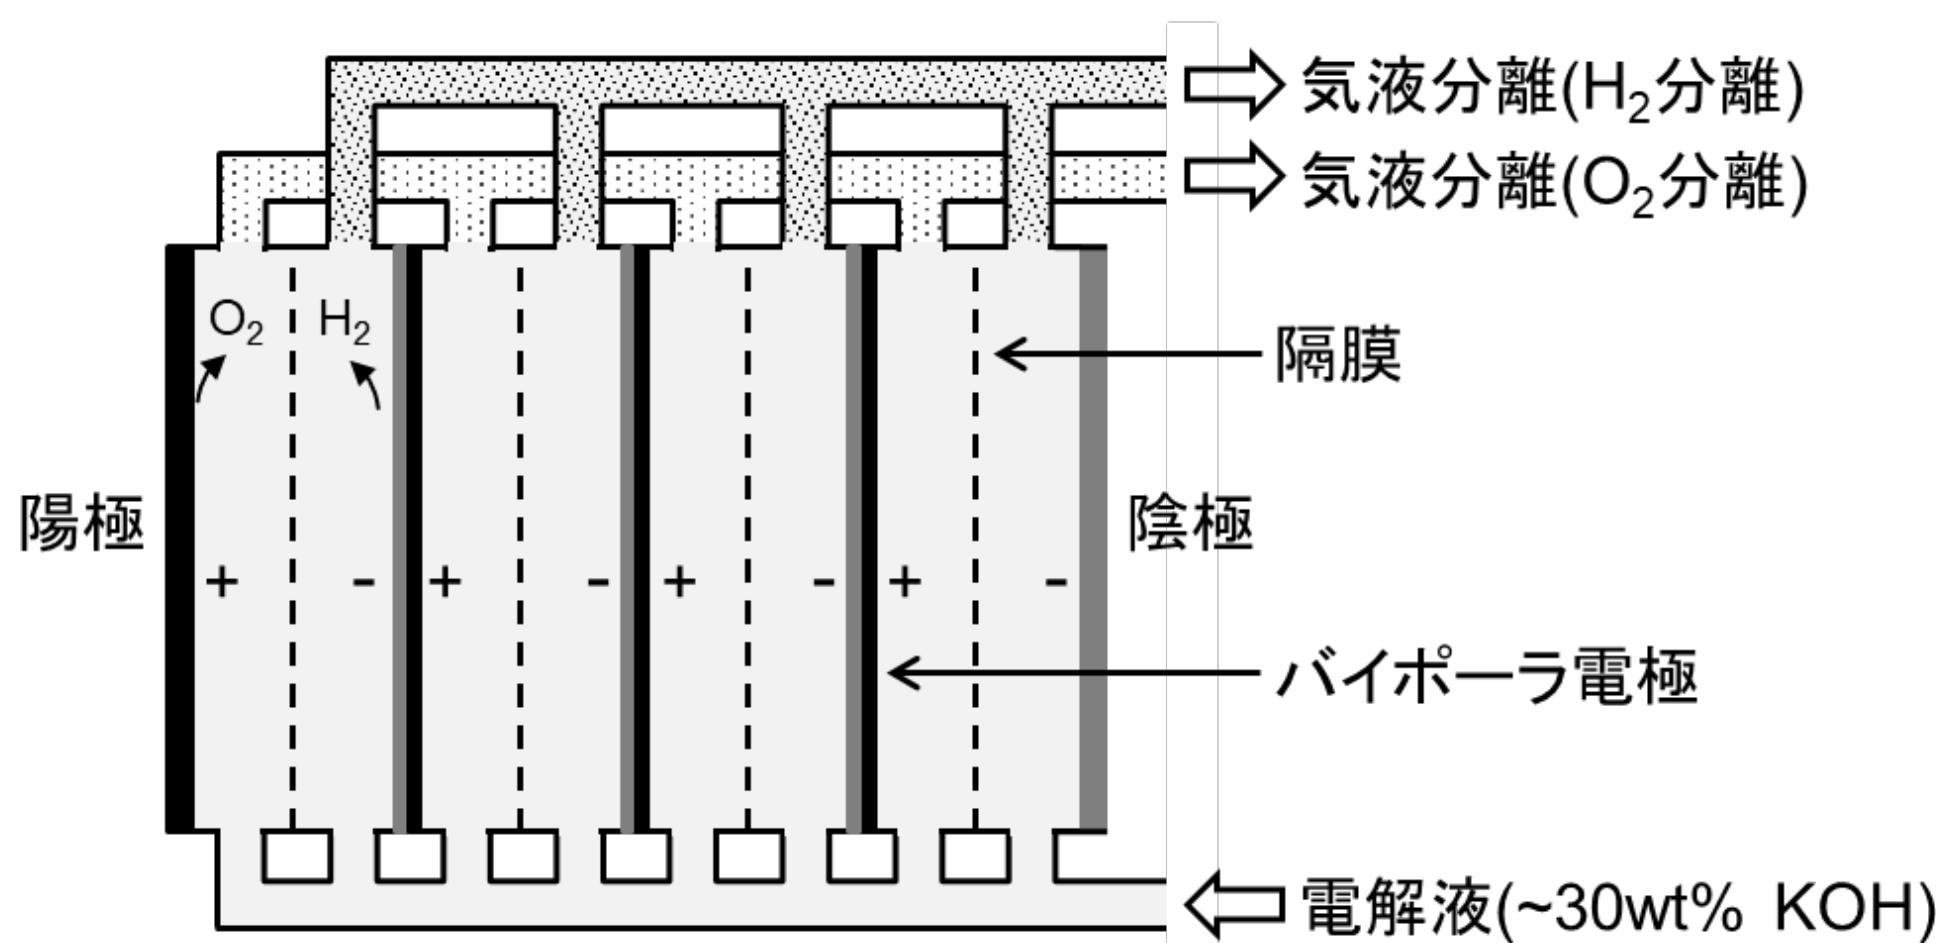 気液分離(H₂分離)
気液分離(O₂分離)
O₂ H₂
隔膜
陽極
陰極
+ - + - + - + -
バイポーラ電極
電解液(~30wt% KOH)